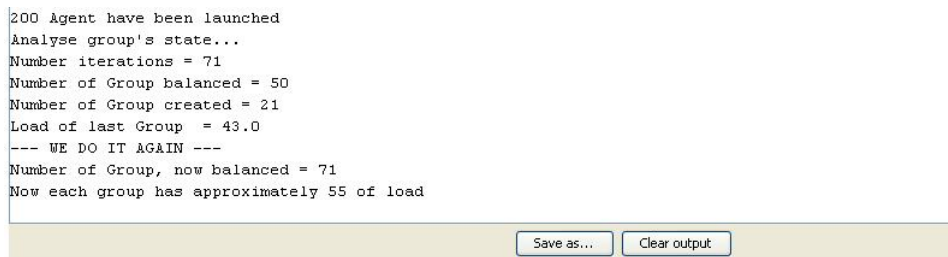 200 Agent have been launched
Analyse group's state...
Number iterations = 71
Number of Group balanced = 50
Number of Group created = 21
Load of last Group  = 43.0
--- WE DO IT AGAIN ---
Number of Group, now balanced = 71
Now each group has approximately 55 of load
Save as... Clear output